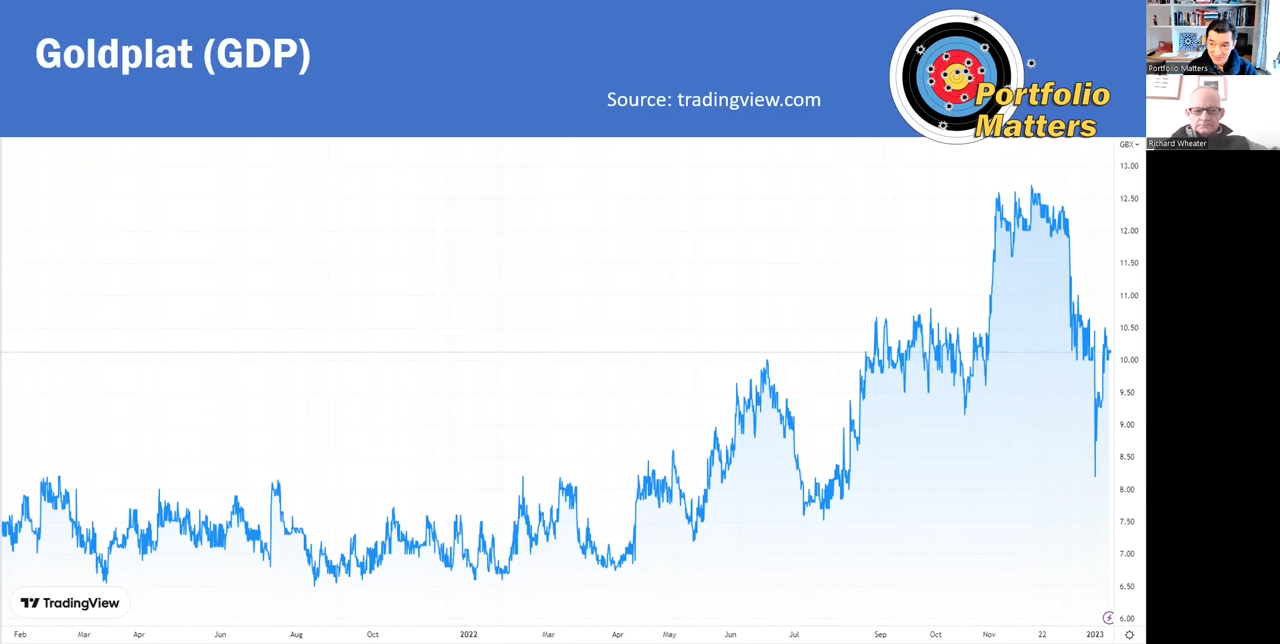 Goldplat (GDP)
Source: tradingview.com
Portfolio
Matters
Portfolio Matters
Richard Wheater
GBX
13.00
12.50
12.00
11.50
11.00
10.50
10.00
9.50
9.00
8.50
8.00
7.50
7.00
6.50
6.00
TradingView
Feb Mar Apr Jun Aug Oct 2022 Mar Apr May Jun Jul Sep Oct Nov 22 2023